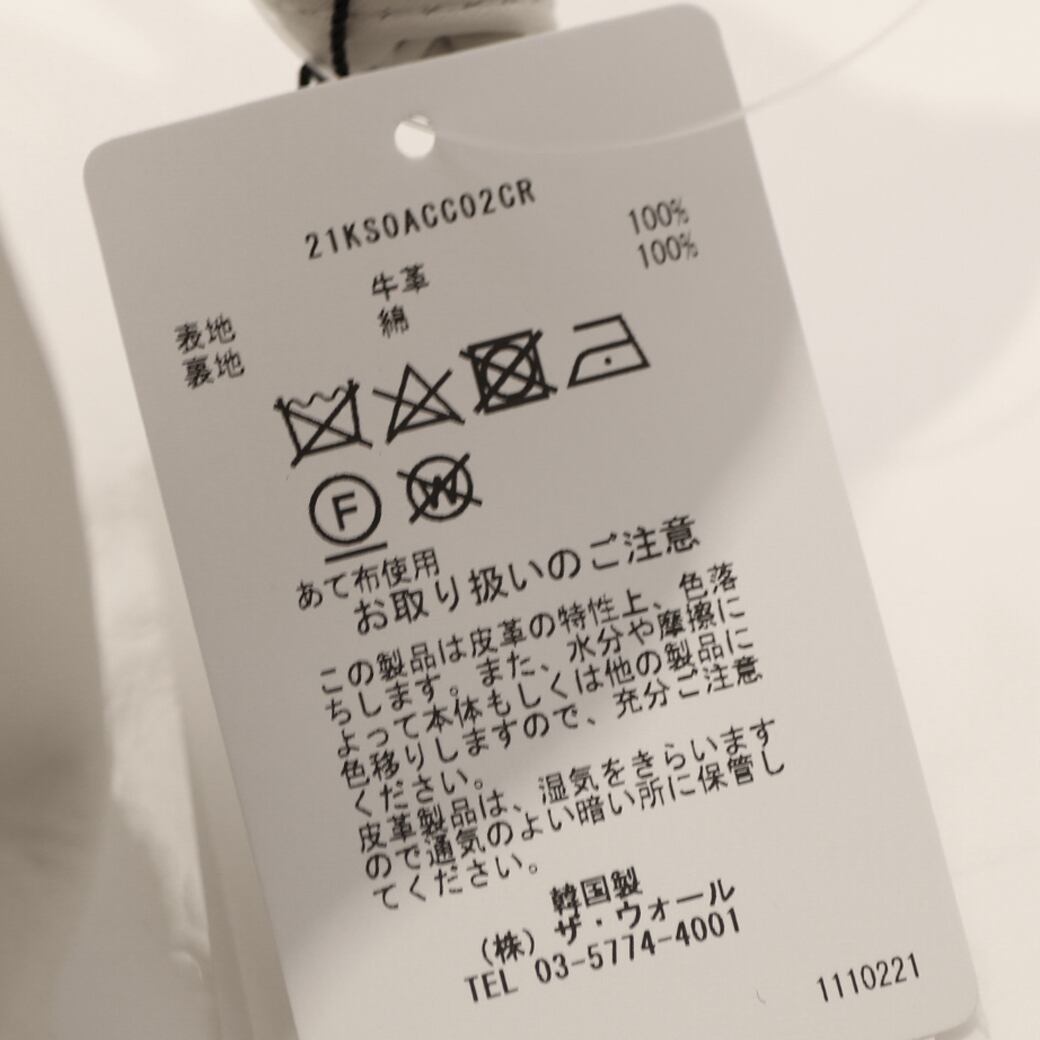 21KS0ACC02CR
表地 牛革 100%
裏地 綿 100%
F W
あて布使用
お取り扱いのご注意
この製品は皮革の特性上、色落
ちします。また、水分や摩擦に
よって本体もしくは他の製品に
色移りしますので、充分ご注意
ください。
皮革製品は、湿気をきらいます
ので通気のよい暗い所に保管し
てください。
韓国製
(株)ザ・ウォール
TEL 03-5774-4001
1110221